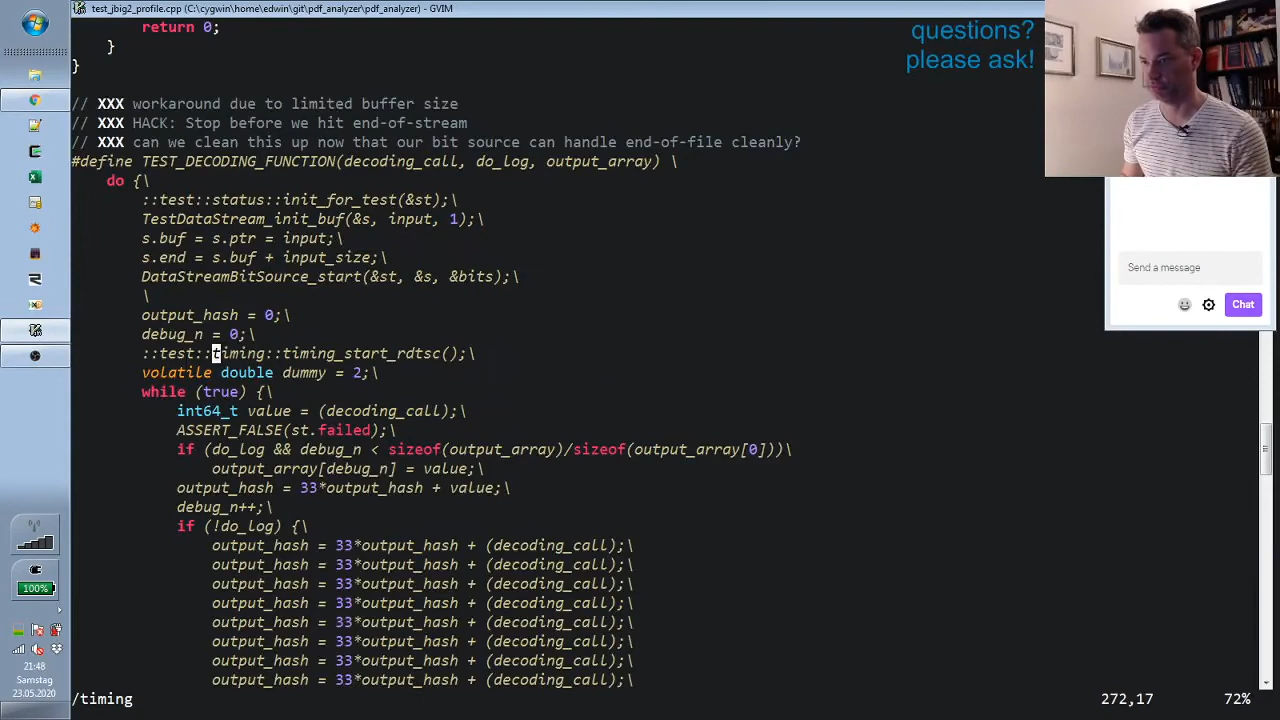 test_jbig2_profile.cpp (C:\cygwin\home\edwin\git\pdf_analyzer\pdf_analyzer) - GVIM
questions?
please ask!
        return 0;
    }
}
// XXX workaround due to limited buffer size
// XXX HACK: Stop before we hit end-of-stream
// XXX can we clean this up now that our bit source can handle end-of-file cleanly?
#define TEST_DECODING_FUNCTION(decoding_call, do_log, output_array) \
    do {\
        ::test::status::init_for_test(&st);\
        TestDataStream_init_buf(&s, input, 1);\
        s.buf = s.ptr = input;\
        s.end = s.buf + input_size;\
        DataStreamBitSource_start(&st, &s, &bits);\
        \
        output_hash = 0;\
        debug_n = 0;\
        ::test::timing::timing_start_rdtsc();\
        volatile double dummy = 2;\
        while (true) {\
            int64_t value = (decoding_call);\
            ASSERT_FALSE(st.failed);\
            if (do_log && debug_n < sizeof(output_array)/sizeof(output_array[0]))\
                output_array[debug_n] = value;\
            output_hash = 33*output_hash + value;\
            debug_n++;\
            if (!do_log) {\
                output_hash = 33*output_hash + (decoding_call);\
                output_hash = 33*output_hash + (decoding_call);\
                output_hash = 33*output_hash + (decoding_call);\
                output_hash = 33*output_hash + (decoding_call);\
                output_hash = 33*output_hash + (decoding_call);\
                output_hash = 33*output_hash + (decoding_call);\
                output_hash = 33*output_hash + (decoding_call);\
                output_hash = 33*output_hash + (decoding_call);\
/timing
272,17
72%
Send a message
Chat
100%
21:48
Samstag
23.05.2020